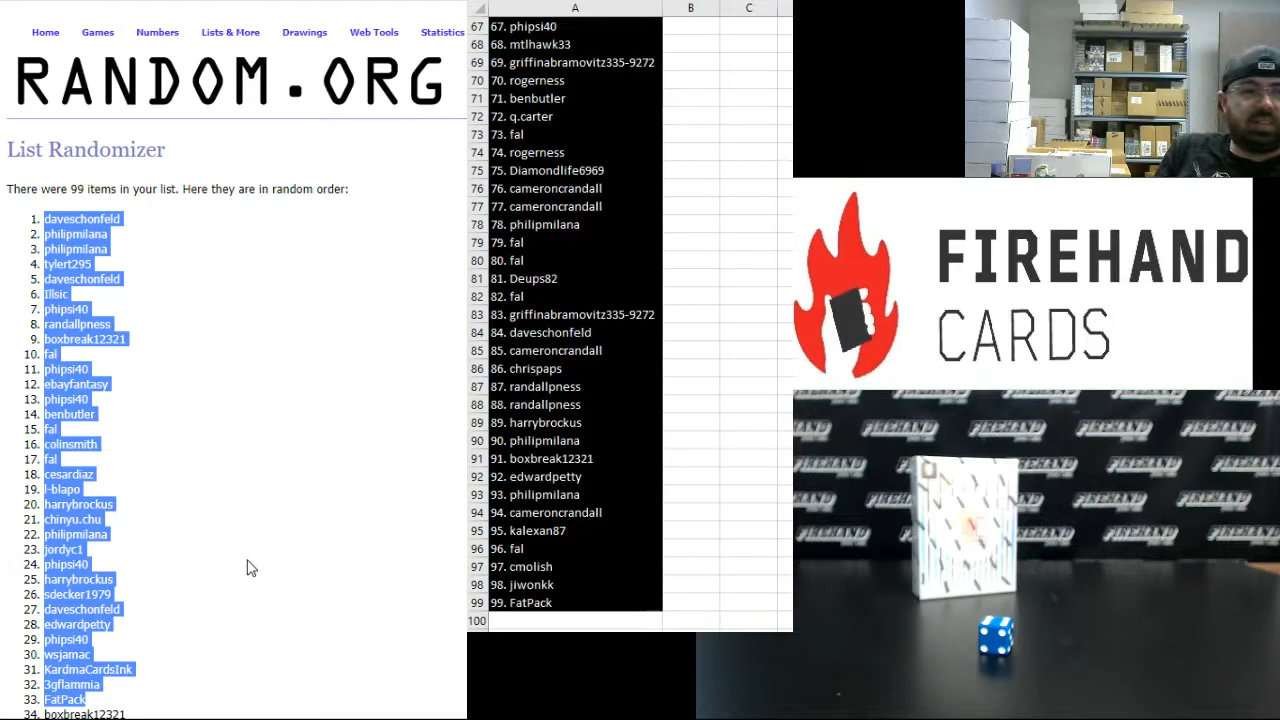 Home Games Numbers Lists & More Drawings Web Tools Statistics
RANDOM.ORG
List Randomizer
There were 99 items in your list. Here they are in random order:
1. daveschonfeld
2. philipmilana
3. philipmilana
4. tylert295
5. daveschonfeld
6. Illsic
7. phipsi40
8. randallpness
9. boxbreak12321
10. fal
11. phipsi40
12. ebayfantasy
13. phipsi40
14. benbutler
15. fal
16. colinsmith
17. fal
18. cesardiaz
19. l-blapo
20. harrybrockus
21. chinyu.chu
22. philipmilana
23. jordyc1
24. phipsi40
25. harrybrockus
26. sdecker1979
27. daveschonfeld
28. edwardpetty
29. phipsi40
30. wsjamac
31. KardmaCardsInk
32. 3gflammia
33. FatPack
34. boxbreak12321
A B C
67 67. phipsi40
68 68. mtlhawk33
69 69. griffinabramovitz335-9272
70 70. rogerness
71 71. benbutler
72 72. q.carter
73 73. fal
74 74. rogerness
75 75. Diamondlife6969
76 76. cameroncrandall
77 77. cameroncrandall
78 78. philipmilana
79 79. fal
80 80. fal
81 81. Deups82
82 82. fal
83 83. griffinabramovitz335-9272
84 84. daveschonfeld
85 85. cameroncrandall
86 86. chrispaps
87 87. randallpness
88 88. randallpness
89 89. harrybrockus
90 90. philipmilana
91 91. boxbreak12321
92 92. edwardpetty
93 93. philipmilana
94 94. cameroncrandall
95 95. kalexan87
96 96. fal
97 97. cmolish
98 98. jiwonkk
99 99. FatPack
100
FIREHAND
CARDS
FIREHAND FIREHAND FIREHAND
FIREHAND FIREHAND